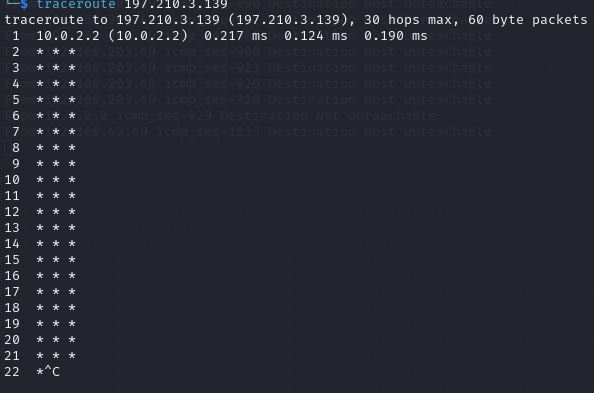 └─$ traceroute 197.210.3.139
traceroute to 197.210.3.139 (197.210.3.139), 30 hops max, 60 byte packets
1 10.0.2.2 (10.0.2.2) 0.217 ms 0.124 ms 0.190 ms
2 * * *
3 * * *
4 * * *
5 * * *
6 * * *
7 * * *
8 * * *
9 * * *
10 * * *
11 * * *
12 * * *
13 * * *
14 * * *
15 * * *
16 * * *
17 * * *
18 * * *
19 * * *
20 * * *
21 * * *
22 *^C